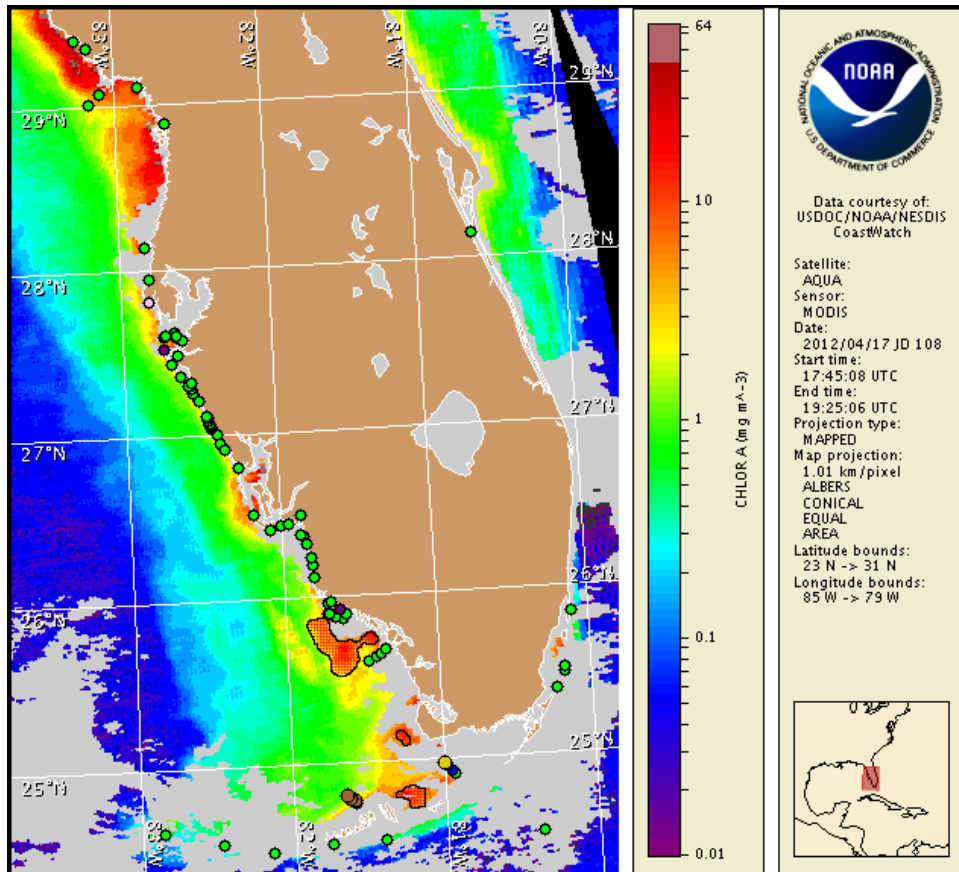 83°W
82°W
81°W
80°W
29°N
29°N
28°N
28°N
27°N
27°N
26°N
26°N
25°N
25°N
83°W
82°W
81°W
64
10
1
0.1
0.01
CHLOR A (mg m^-3)
NATIONAL OCEANIC AND ATMOSPHERIC ADMINISTRATION
NOAA
U.S. DEPARTMENT OF COMMERCE
Data courtesy of:
USDOC/NOAA/NESDIS
CoastWatch
Satellite:
AQUA
Sensor:
MODIS
Date:
2012/04/17 JD 108
Start time:
17:45:08 UTC
End time:
19:25:06 UTC
Projection type:
MAPPED
Map projection:
1.01 km/pixel
ALBERS
CONICAL
EQUAL
AREA
Latitude bounds:
23 N -> 31 N
Longitude bounds:
85 W -> 79 W